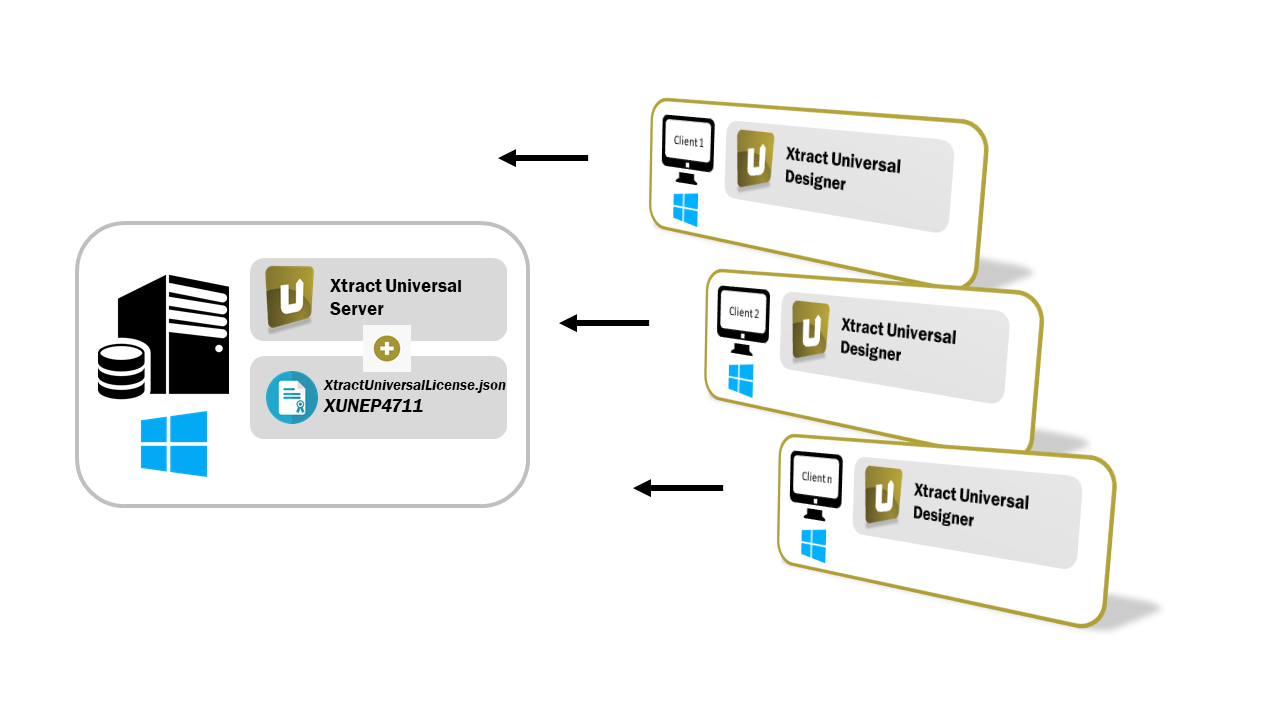 Client 1
Xtract Universal
Designer
Xtract Universal
Server
XtractUniversalLicense.json
XUNEP4711
Client 2
Xtract Universal
Designer
Client n
Xtract Universal
Designer